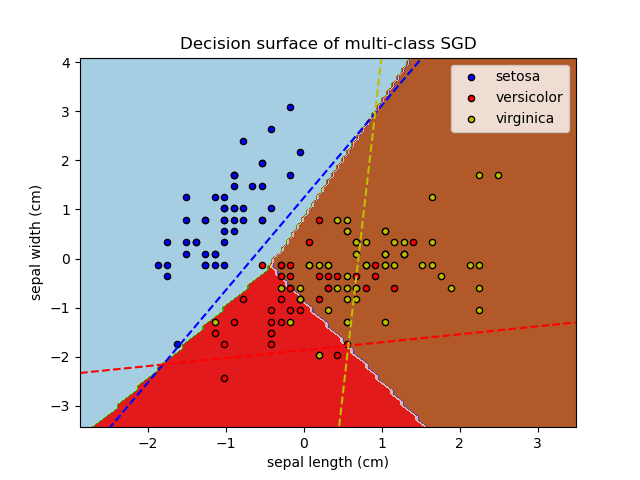 Decision surface of multi-class SGD
setosa
versicolor
virginica
4
3
2
1
0
−1
−2
−3
sepal width (cm)
−2
−1
0
1
2
3
sepal length (cm)